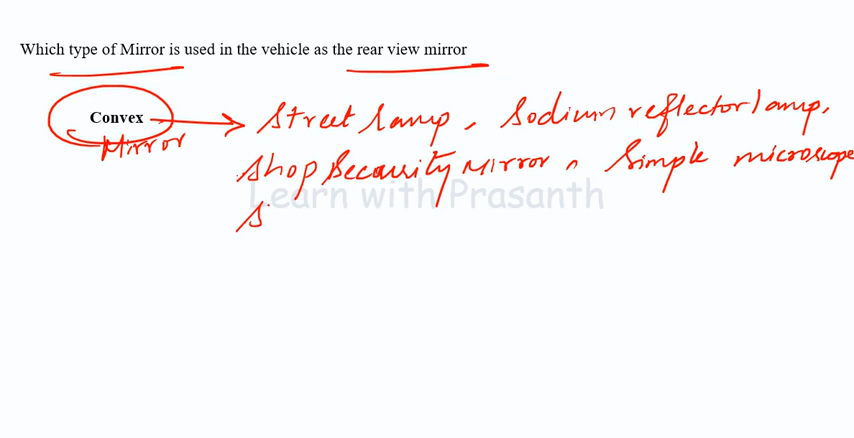 Which type of Mirror is used in the vehicle as the rear view mirror
Convex
Mirror
Street lamp, Sodium reflector lamp,
Shop Secaurity Mirror, Simple microscope
Learn with Prasanth
S